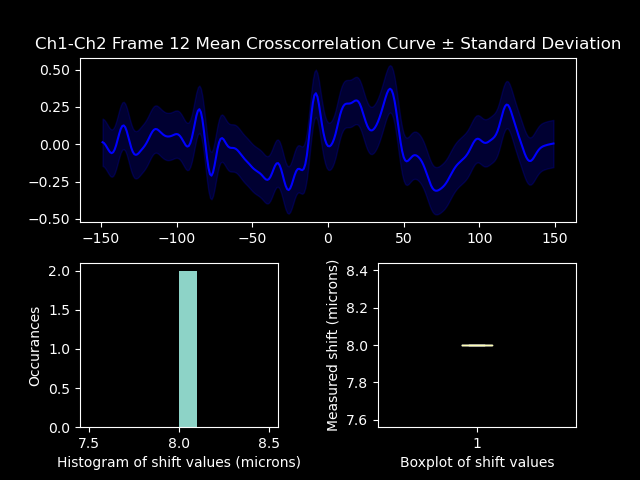 Ch1-Ch2 Frame 12 Mean Crosscorrelation Curve ± Standard Deviation
0.50
0.25
0.00
−0.25
−0.50
−150 −100 −50 0 50 100 150
Occurances
2.0
1.5
1.0
0.5
0.0
7.5 8.0 8.5
Histogram of shift values (microns)
Measured shift (microns)
8.4
8.2
8.0
7.8
7.6
1
Boxplot of shift values